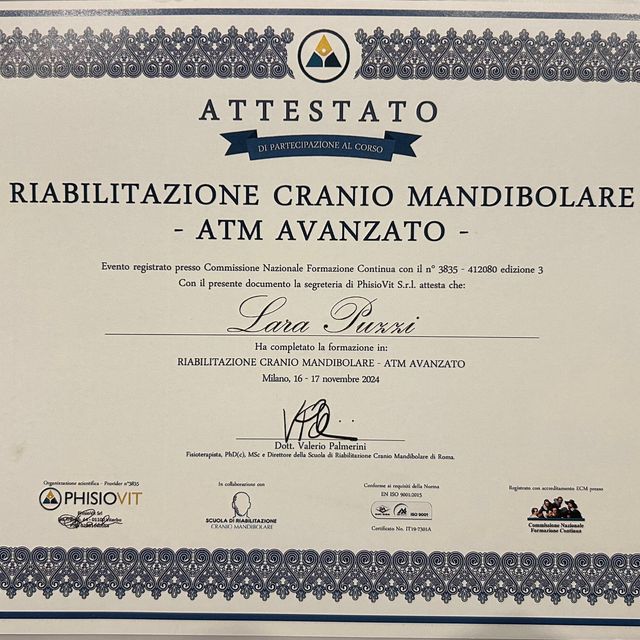 ATTESTATO
DI PARTECIPAZIONE AL CORSO
RIABILITAZIONE CRANIO MANDIBOLARE
- ATM AVANZATO -
Evento registrato presso Commissione Nazionale Formazione Continua con il n° 3835 - 412080 edizione 3
Con il presente documento la segreteria di PhisioVit S.r.l. attesta che:
Lara Puzzi
Ha completato la formazione in:
RIABILITAZIONE CRANIO MANDIBOLARE - ATM AVANZATO
Milano, 16 - 17 novembre 2024
Dott. Valerio Palmerini
Fisioterapista, PhD(c), MSc e Direttore della Scuola di Riabilitazione Cranio Mandibolare di Roma.
Organizzazione scientifica - Provider n°3835
PHISIOVIT
PhisioVit Srl
01100 Viterbo
In collaborazione con
SCUOLA DI RIABILITAZIONE
CRANIO MANDIBOLARE
Conforme ai requisiti della Norma
EN ISO 9001:2015
ISO 9001
Certificato No. IT19-7301A
Registrato con accreditamento ECM presso
Commissione Nazionale
Formazione Continua